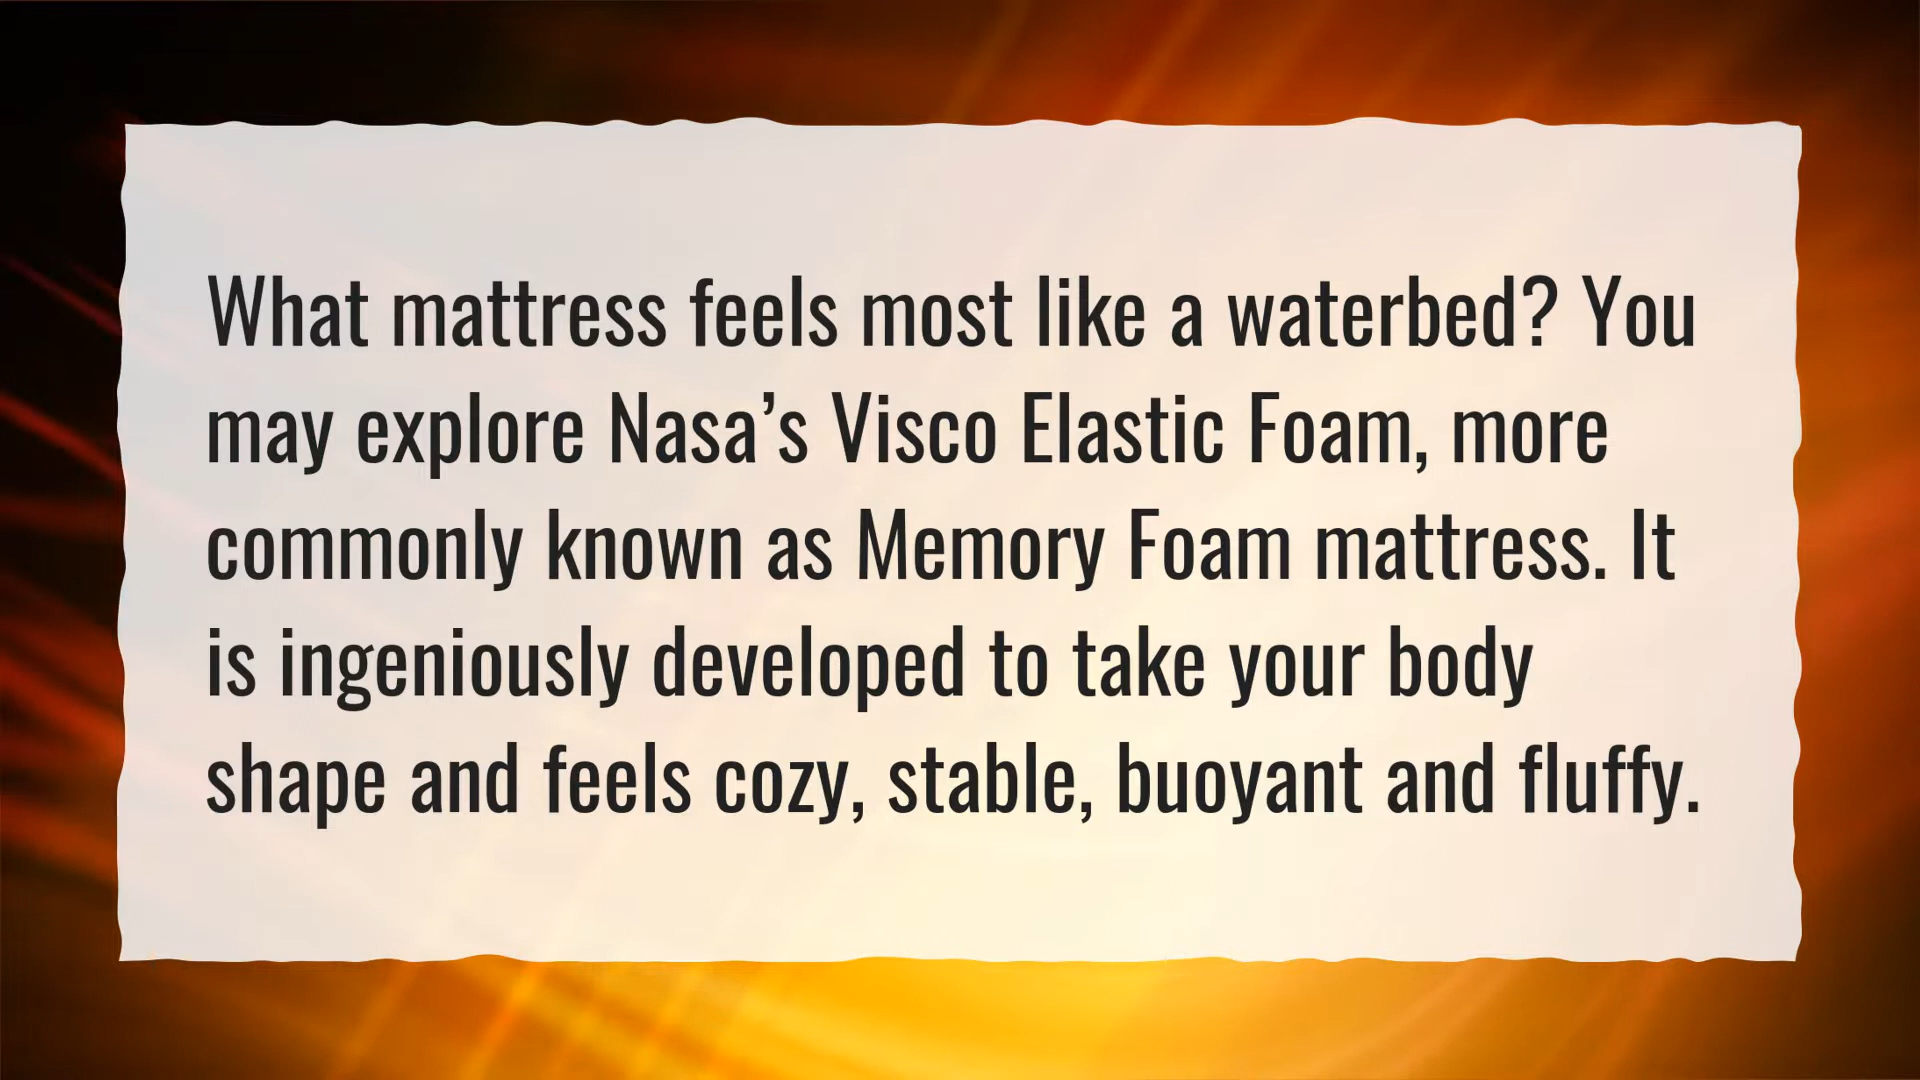 What mattress feels most like a waterbed? You
may explore Nasa’s Visco Elastic Foam, more
commonly known as Memory Foam mattress. It
is ingeniously developed to take your body
shape and feels cozy, stable, buoyant and fluffy.